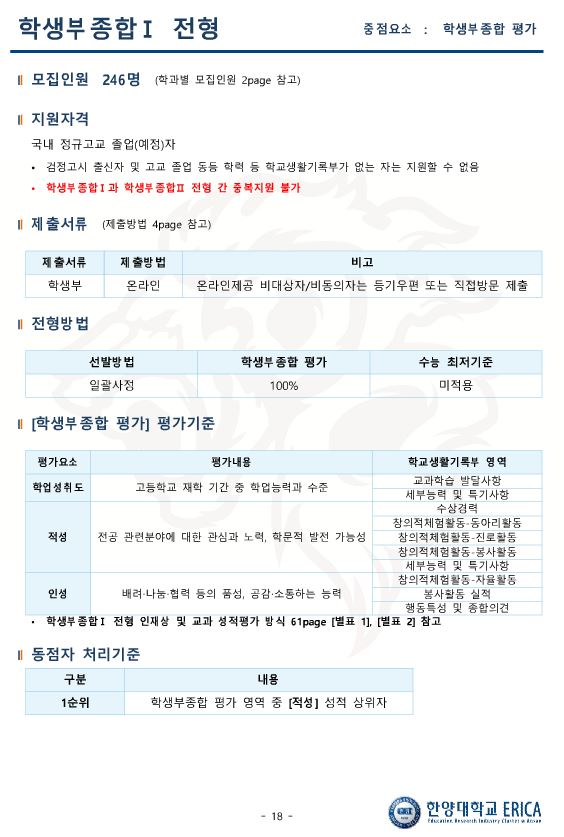 학생부종합Ⅰ 전형
중점요소 : 학생부종합 평가
모집인원 246명 (학과별 모집인원 2page 참고)
지원자격
국내 정규고교 졸업(예정)자
• 검정고시 출신자 및 고교 졸업 동등 학력 등 학교생활기록부가 없는 자는 지원할 수 없음
• 학생부종합Ⅰ과 학생부종합Ⅱ 전형 간 중복지원 불가
제출서류 (제출방법 4page 참고)
제출서류 제출방법 비고
학생부 온라인 온라인제공 비대상자/비동의자는 등기우편 또는 직접방문 제출
전형방법
선발방법 학생부종합 평가 수능 최저기준
일괄사정 100% 미적용
[학생부종합 평가] 평가기준
평가요소 평가내용 학교생활기록부 영역
학업성취도 고등학교 재학 기간 중 학업능력과 수준 교과학습 발달사항
세부능력 및 특기사항
적성 전공 관련분야에 대한 관심과 노력, 학문적 발전 가능성 수상경력
창의적체험활동-동아리활동
창의적체험활동-진로활동
창의적체험활동-봉사활동
세부능력 및 특기사항
인성 배려·나눔·협력 등의 품성, 공감·소통하는 능력 창의적체험활동-자율활동
봉사활동 실적
행동특성 및 종합의견
• 학생부종합Ⅰ 전형 인재상 및 교과 성적평가 방식 61page [별표 1], [별표 2] 참고
동점자 처리기준
구분 내용
1순위 학생부종합 평가 영역 중 [적성] 성적 상위자
- 18 -
한양대학교 ERICA
Education Research Industry Cluster at Ansan